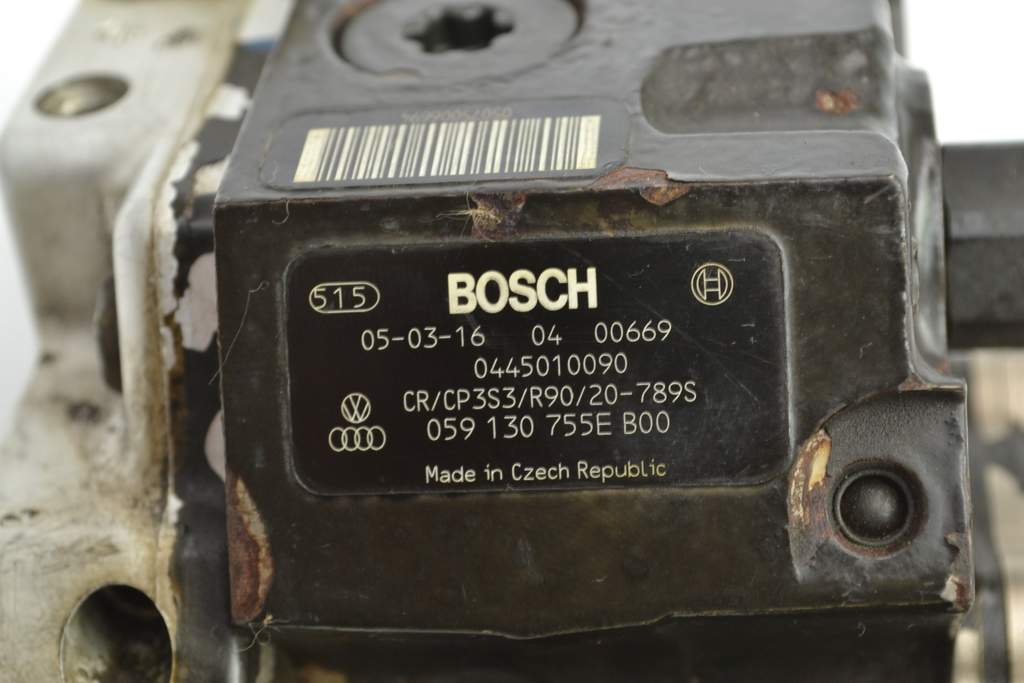 515 BOSCH
05-03-16 04 00669
0445010090
CR/CP3S3/R90/20-789S
059 130 755E B00
Made in Czech Republic